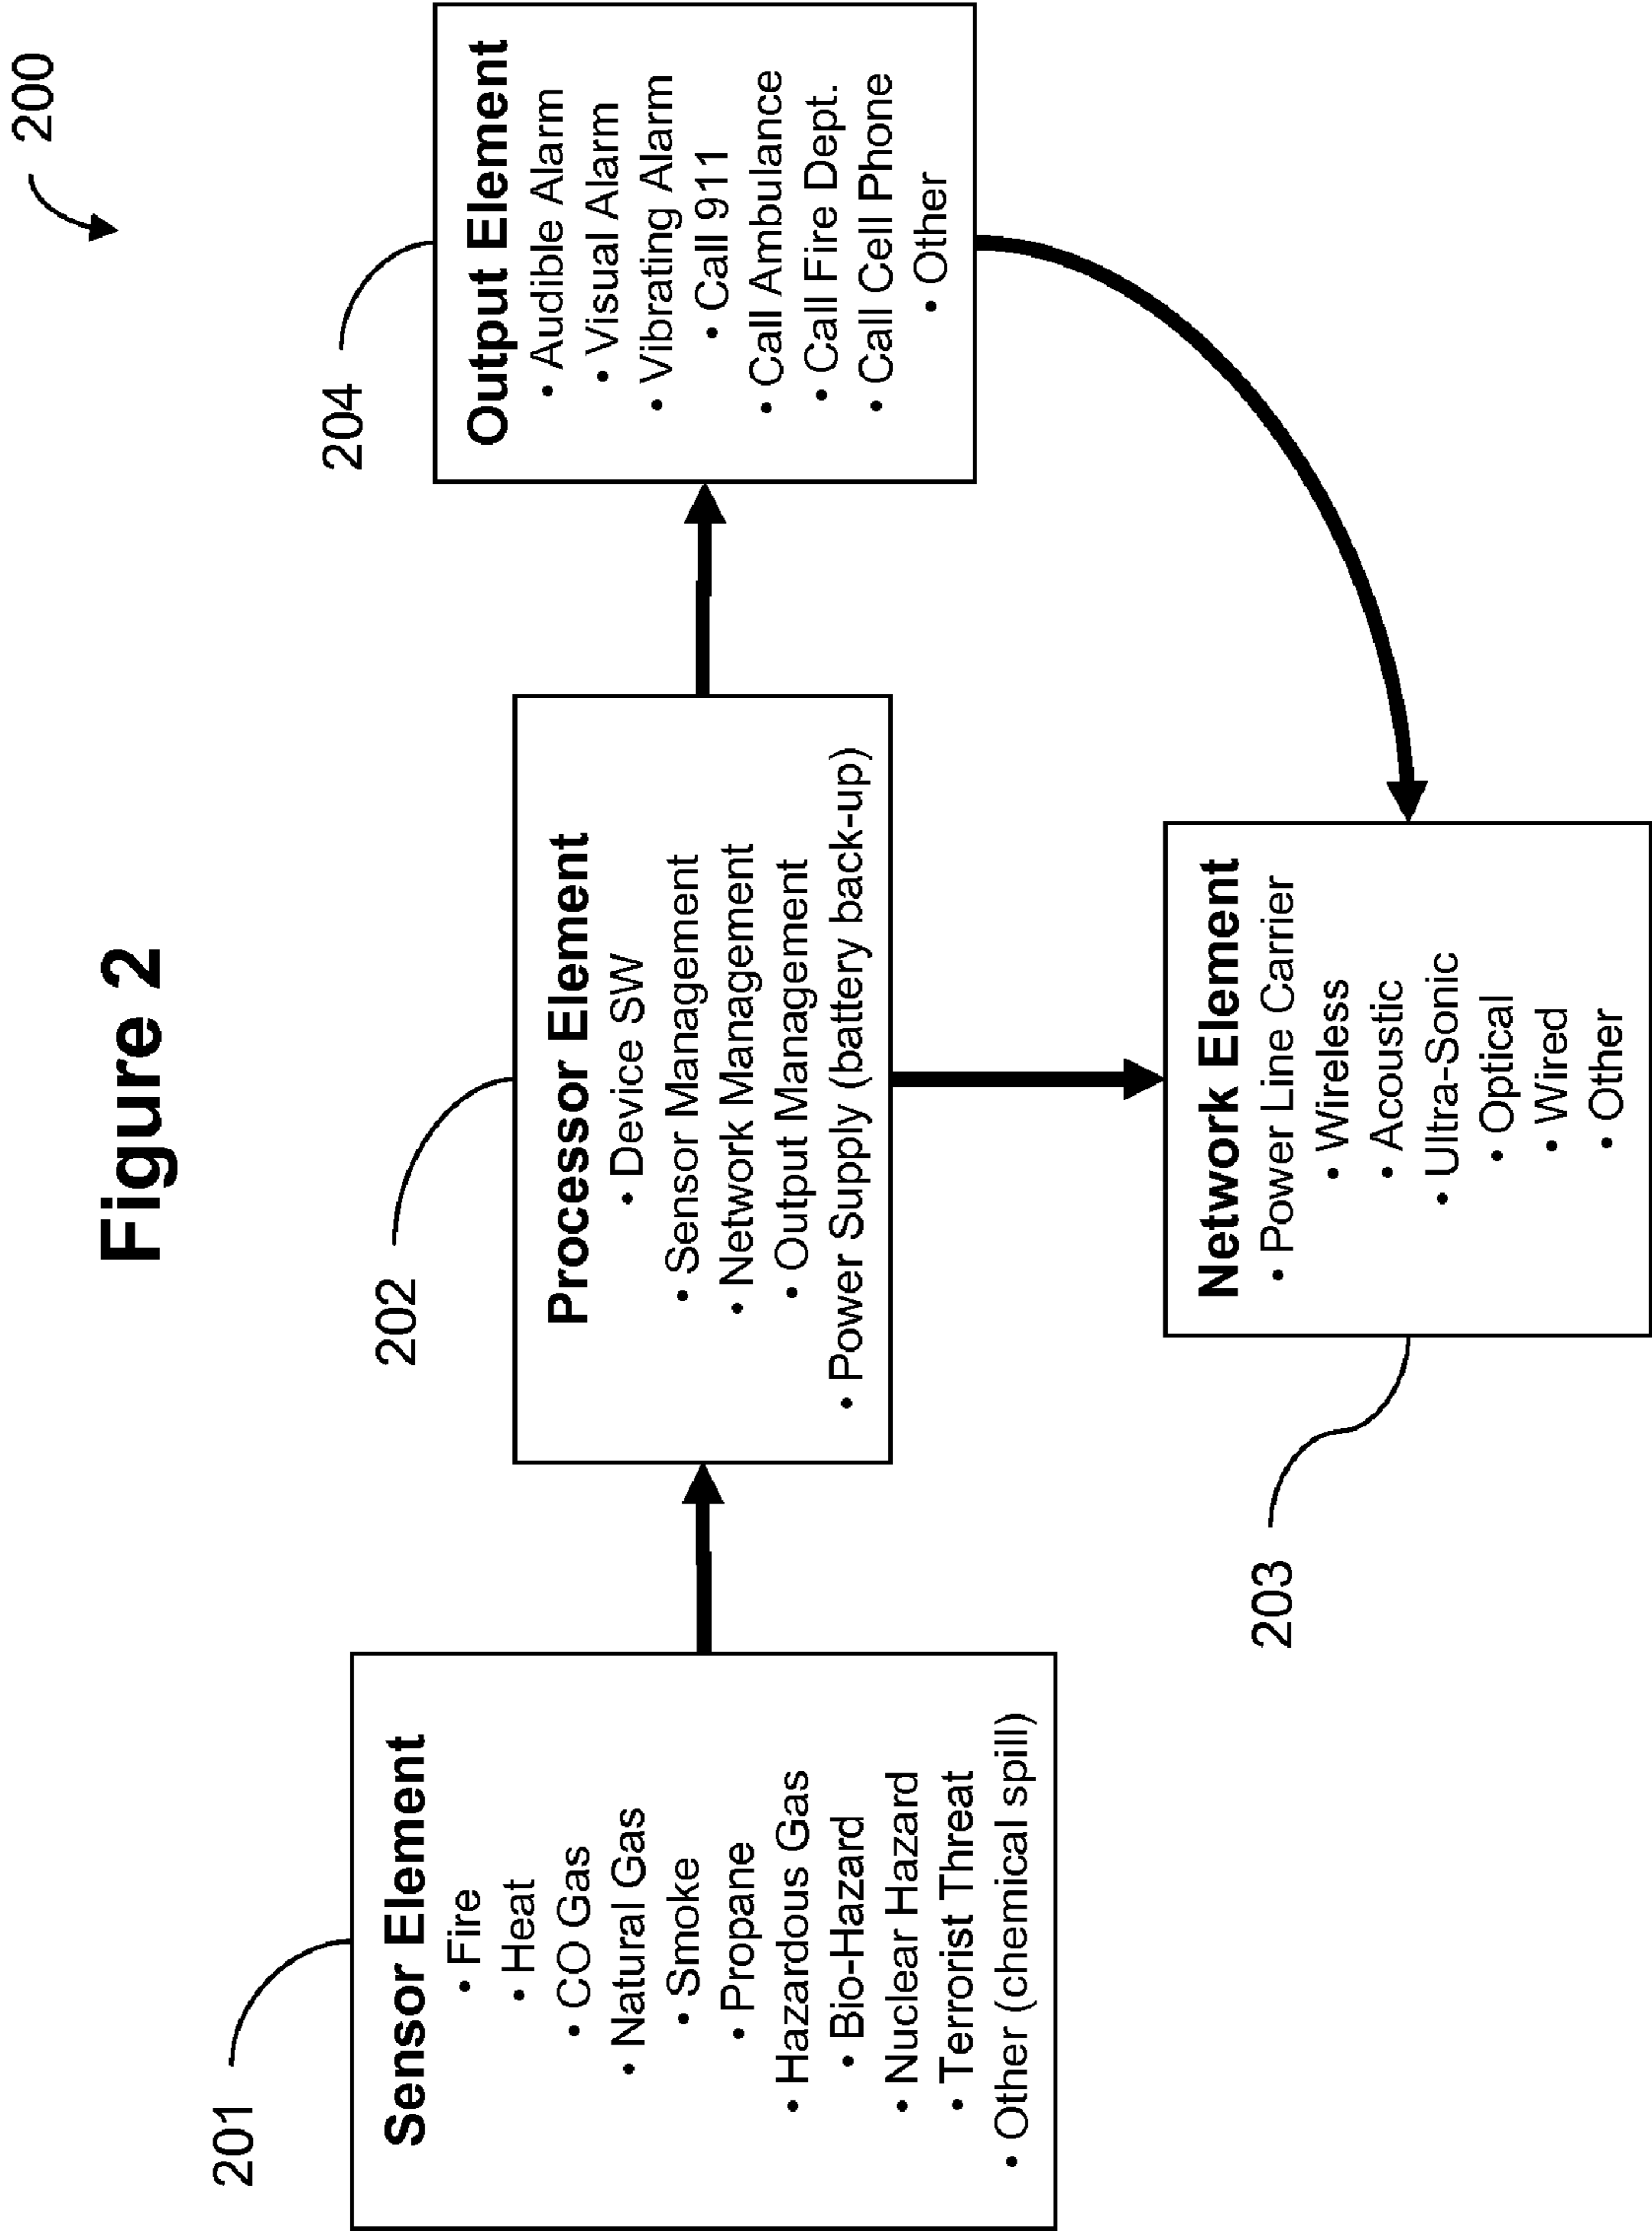 Figure 2
200
201
Sensor Element
• Fire
• Heat
• CO Gas
• Natural Gas
• Smoke
• Propane
• Hazardous Gas
• Bio-Hazard
• Nuclear Hazard
• Terrorist Threat
• Other (chemical spill)
202
Processor Element
• Device SW
• Sensor Management
• Network Management
• Output Management
• Power Supply (battery back-up)
204
Output Element
• Audible Alarm
• Visual Alarm
• Vibrating Alarm
• Call 911
• Call Ambulance
• Call Fire Dept.
• Call Cell Phone
• Other
203
Network Element
• Power Line Carrier
• Wireless
• Acoustic
• Ultra-Sonic
• Optical
• Wired
• Other